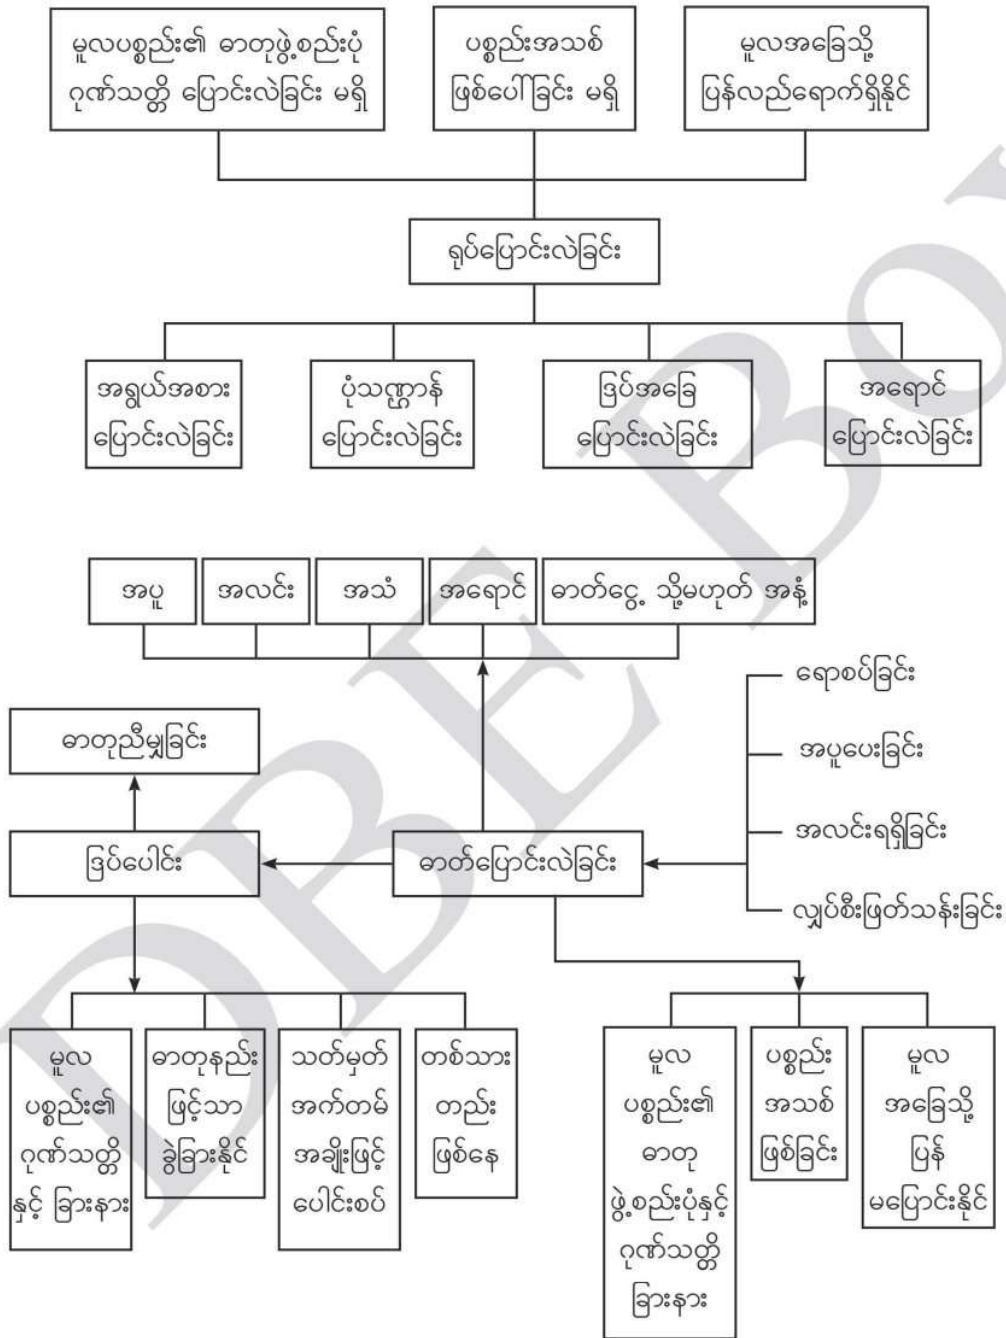 မူလပစ္စည်း၏ ဓာတုဖွဲ့စည်းပုံ
ဂုဏ်သတ္တိ ပြောင်းလဲခြင်း မရှိ
ပစ္စည်းအသစ်
ဖြစ်ပေါ်ခြင်း မရှိ
မူလအခြေသို့
ပြန်လည်ရောက်ရှိနိုင်
ရုပ်ပြောင်းလဲခြင်း
အရွယ်အစား
ပြောင်းလဲခြင်း
ပုံသဏ္ဌာန်
ပြောင်းလဲခြင်း
ဒြပ်အခြေ
ပြောင်းလဲခြင်း
အရောင်
ပြောင်းလဲခြင်း
အပူ
အလင်း
အသံ
အရောင်
ဓာတ်ငွေ့ သို့မဟုတ် အနံ့
ရောစပ်ခြင်း
အပူပေးခြင်း
အလင်းရရှိခြင်း
လျှပ်စီးဖြတ်သန်းခြင်း
ဓာတုညီမျှခြင်း
ဒြပ်ပေါင်း
ဓာတ်ပြောင်းလဲခြင်း
မူလ
ပစ္စည်း၏
ဂုဏ်သတ္တိ
နှင့် ခြားနား
ဓာတုနည်း
ဖြင့်သာ
ခွဲခြားနိုင်
သတ်မှတ်
အက်တမ်
အချိုးဖြင့်
ပေါင်းစပ်
တစ်သား
တည်း
ဖြစ်နေ
မူလ
ပစ္စည်း၏
ဓာတု
ဖွဲ့စည်းပုံနှင့်
ဂုဏ်သတ္တိ
ခြားနား
ပစ္စည်း
အသစ်
ဖြစ်ခြင်း
မူလ
အခြေသို့
ပြန်
မပြောင်းနိုင်
DBE Bo